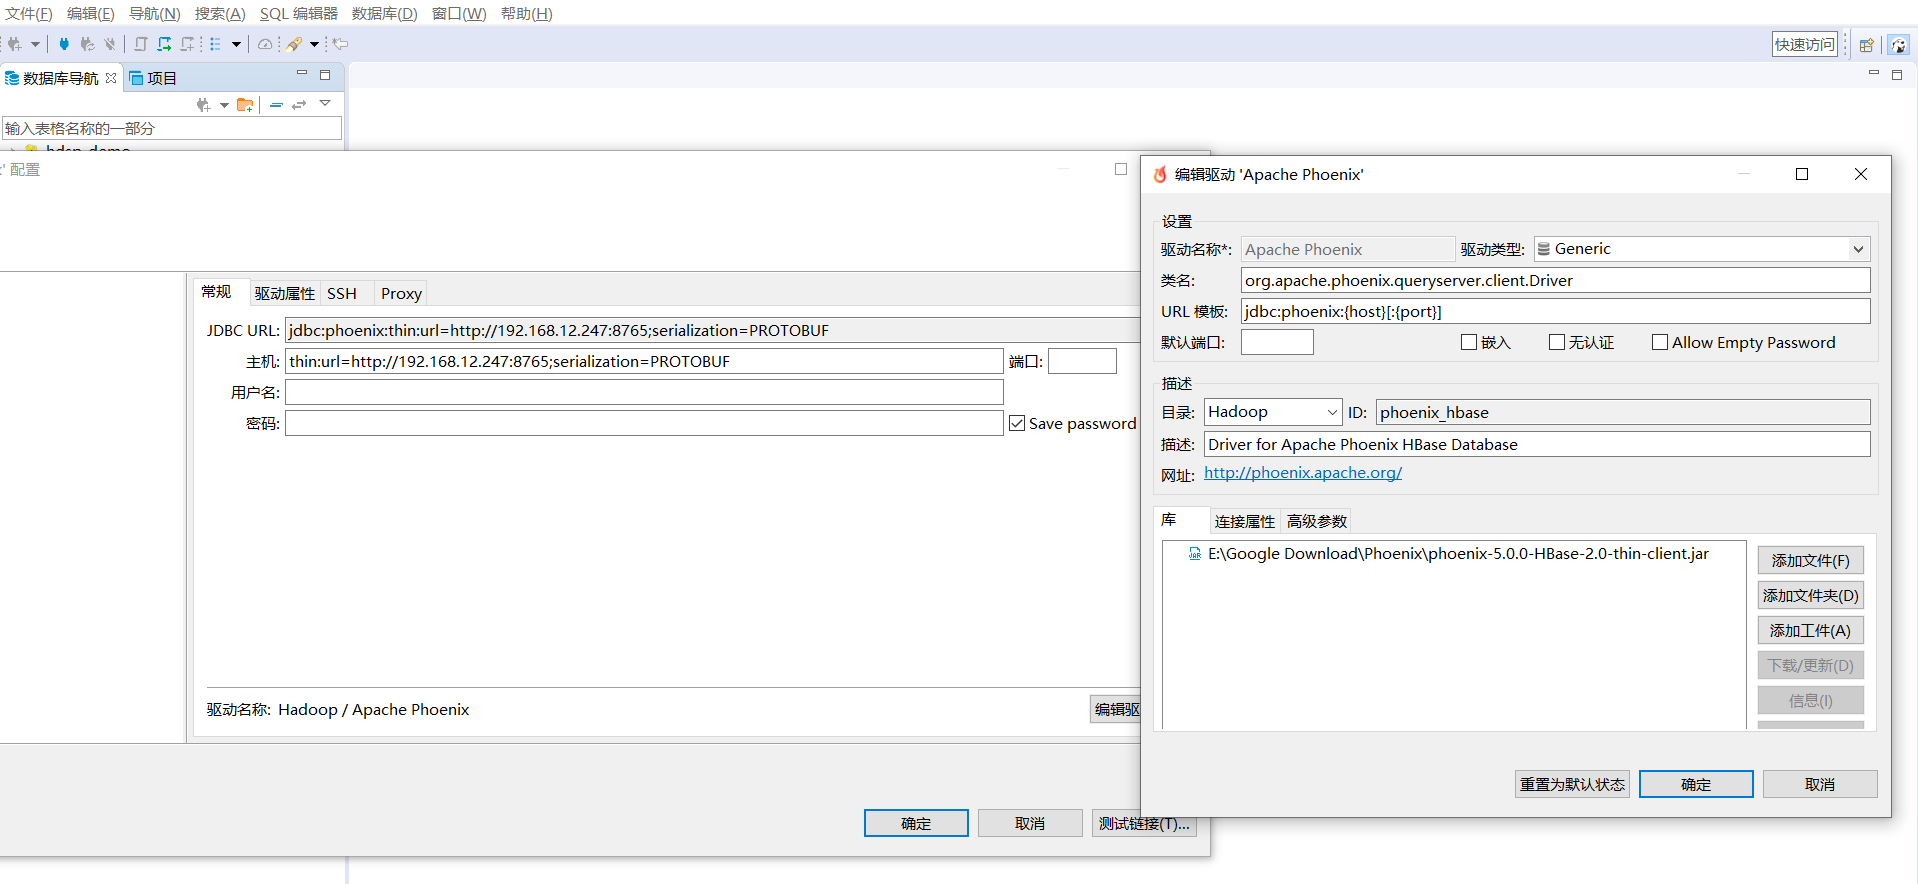 文件(F) 编辑(E) 导航(N) 搜索(A) SQL 编辑器 数据库(D) 窗口(W) 帮助(H)
快速访问
数据库导航 项目
输入表格名称的一部分
hdsp_demo
' 配置
常规 驱动属性 SSH Proxy
JDBC URL: jdbc:phoenix:thin:url=http://192.168.12.247:8765;serialization=PROTOBUF
主机: thin:url=http://192.168.12.247:8765;serialization=PROTOBUF 端口:
用户名:
密码: Save password
驱动名称: Hadoop / Apache Phoenix 编辑驱
确定 取消 测试链接(T)...
编辑驱动 'Apache Phoenix'
设置
驱动名称*: Apache Phoenix 驱动类型: Generic
类名: org.apache.phoenix.queryserver.client.Driver
URL 模板: jdbc:phoenix:{host}[:{port}]
默认端口: 嵌入 无认证 Allow Empty Password
描述
目录: Hadoop ID: phoenix_hbase
描述: Driver for Apache Phoenix HBase Database
网址: http://phoenix.apache.org/
库 连接属性 高级参数
E:\Google Download\Phoenix\phoenix-5.0.0-HBase-2.0-thin-client.jar
添加文件(F)
添加文件夹(D)
添加工件(A)
下载/更新(D)
信息(I)
重置为默认状态 确定 取消